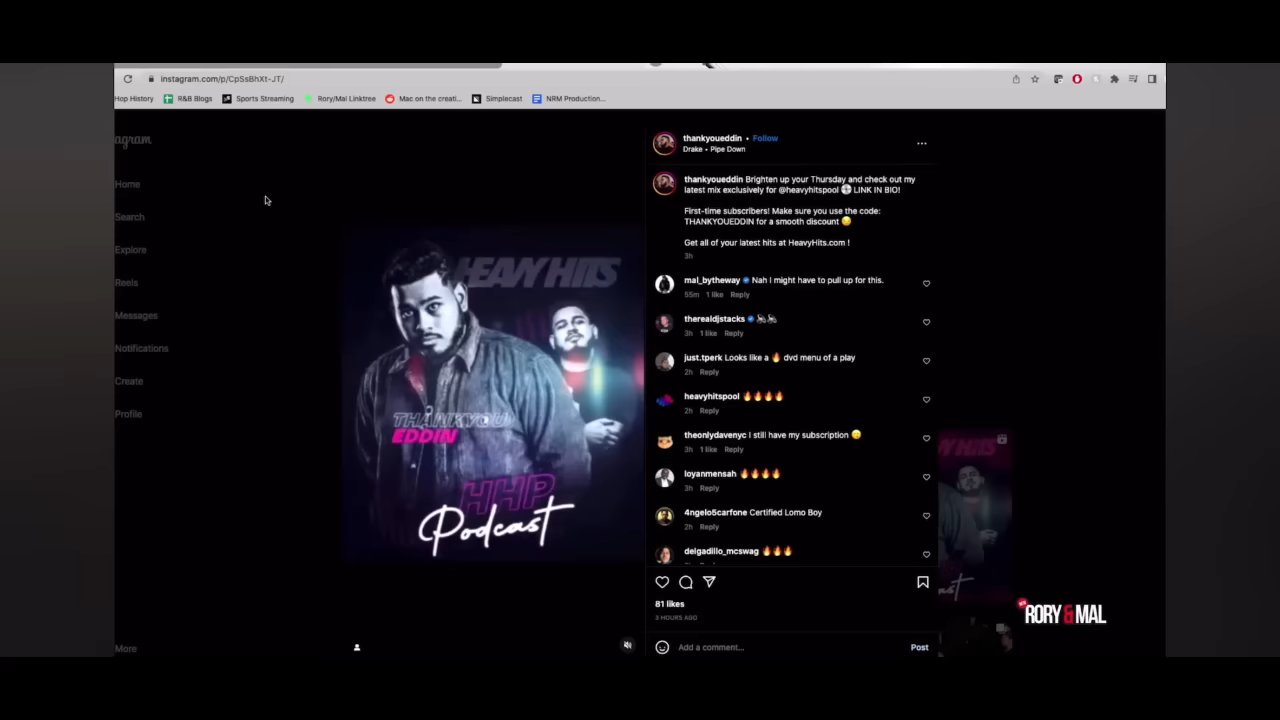 instagram.com/p/CpSsBhXt-JT/
Hop History
R&B Blogs
Sports Streaming
Rory/Mal Linktree
Mac on the creati...
Simplecast
NRM Production...
agram
Home
Search
Explore
Reels
Messages
Notifications
Create
Profile
More
HEAVY HITS
THANKYOU
EDDIN
HHP
Podcast
thankyoueddin • Follow
Drake • Pipe Down
thankyoueddin Brighten up your Thursday and check out my
latest mix exclusively for @heavyhitspool 💿 LINK IN BIO!
First-time subscribers! Make sure you use the code:
THANKYOUEDDIN for a smooth discount
Get all of your latest hits at HeavyHits.com !
3h
mal_bytheway Nah I might have to pull up for this.
55m 1 like Reply
therealdjstacks
3h 1 like Reply
just.tperk Looks like a 🔥 dvd menu of a play
2h Reply
heavyhitspool 🔥🔥🔥🔥
2h Reply
theonlydavenyc I still have my subscription
3h 1 like Reply
loyanmensah 🔥🔥🔥🔥
3h Reply
4ngelo5carfone Certified Lomo Boy
2h Reply
delgadillo_mcswag 🔥🔥🔥
81 likes
3 HOURS AGO
Add a comment...
Post
RORY & MAL